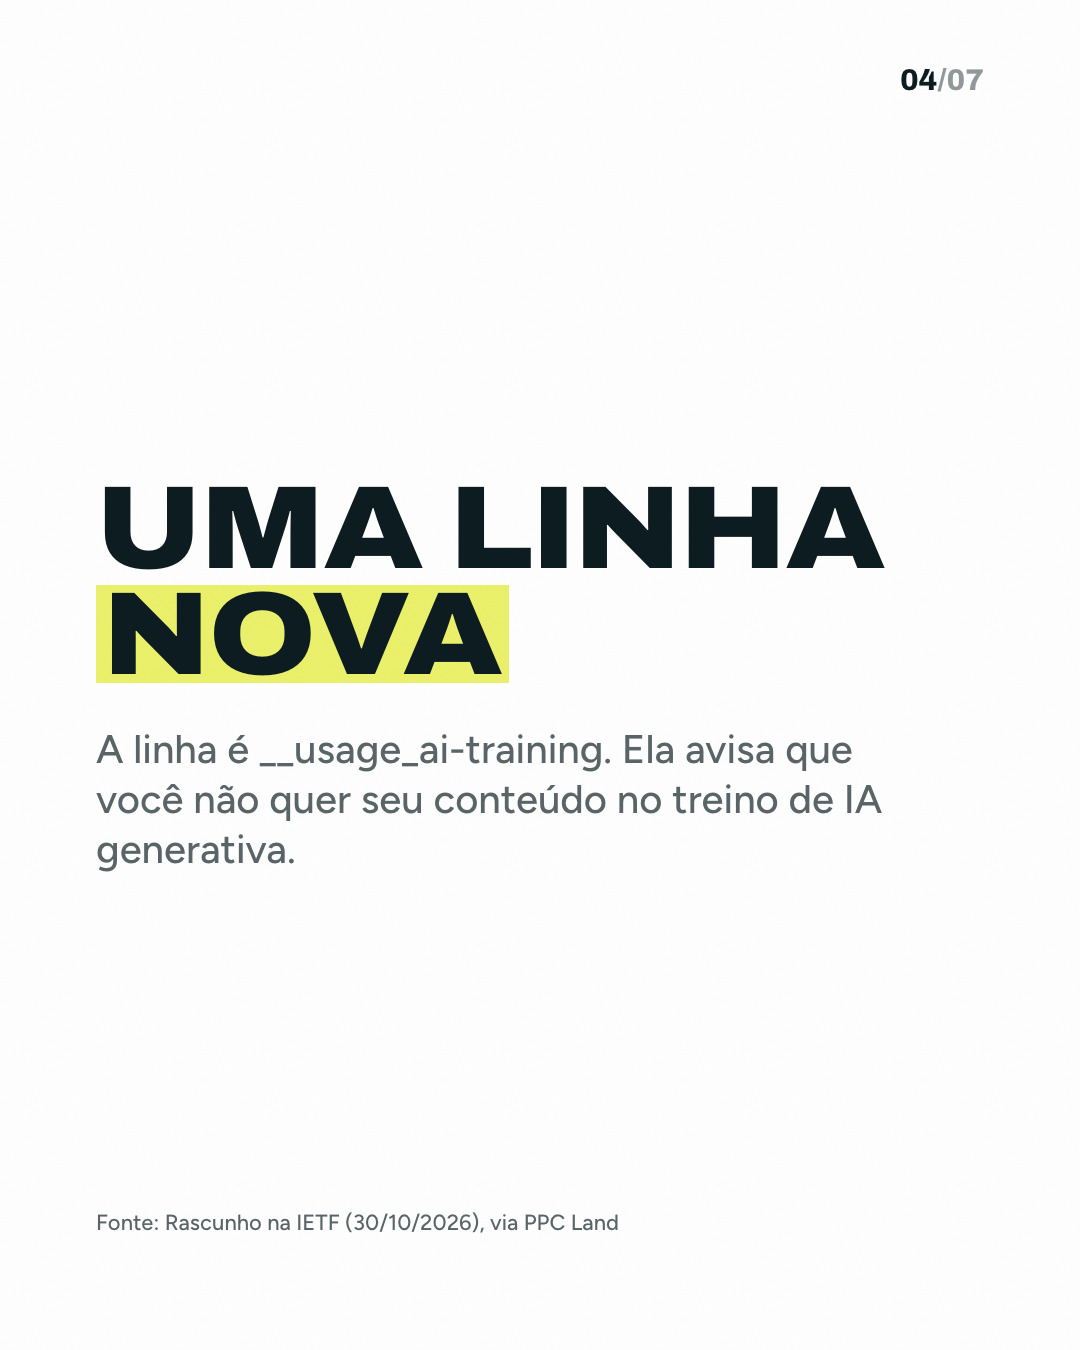 04/07
UMA LINHA
NOVA
A linha é __usage_ai-training. Ela avisa que
você não quer seu conteúdo no treino de IA
generativa.
Fonte: Rascunho na IETF (30/10/2026), via PPC Land